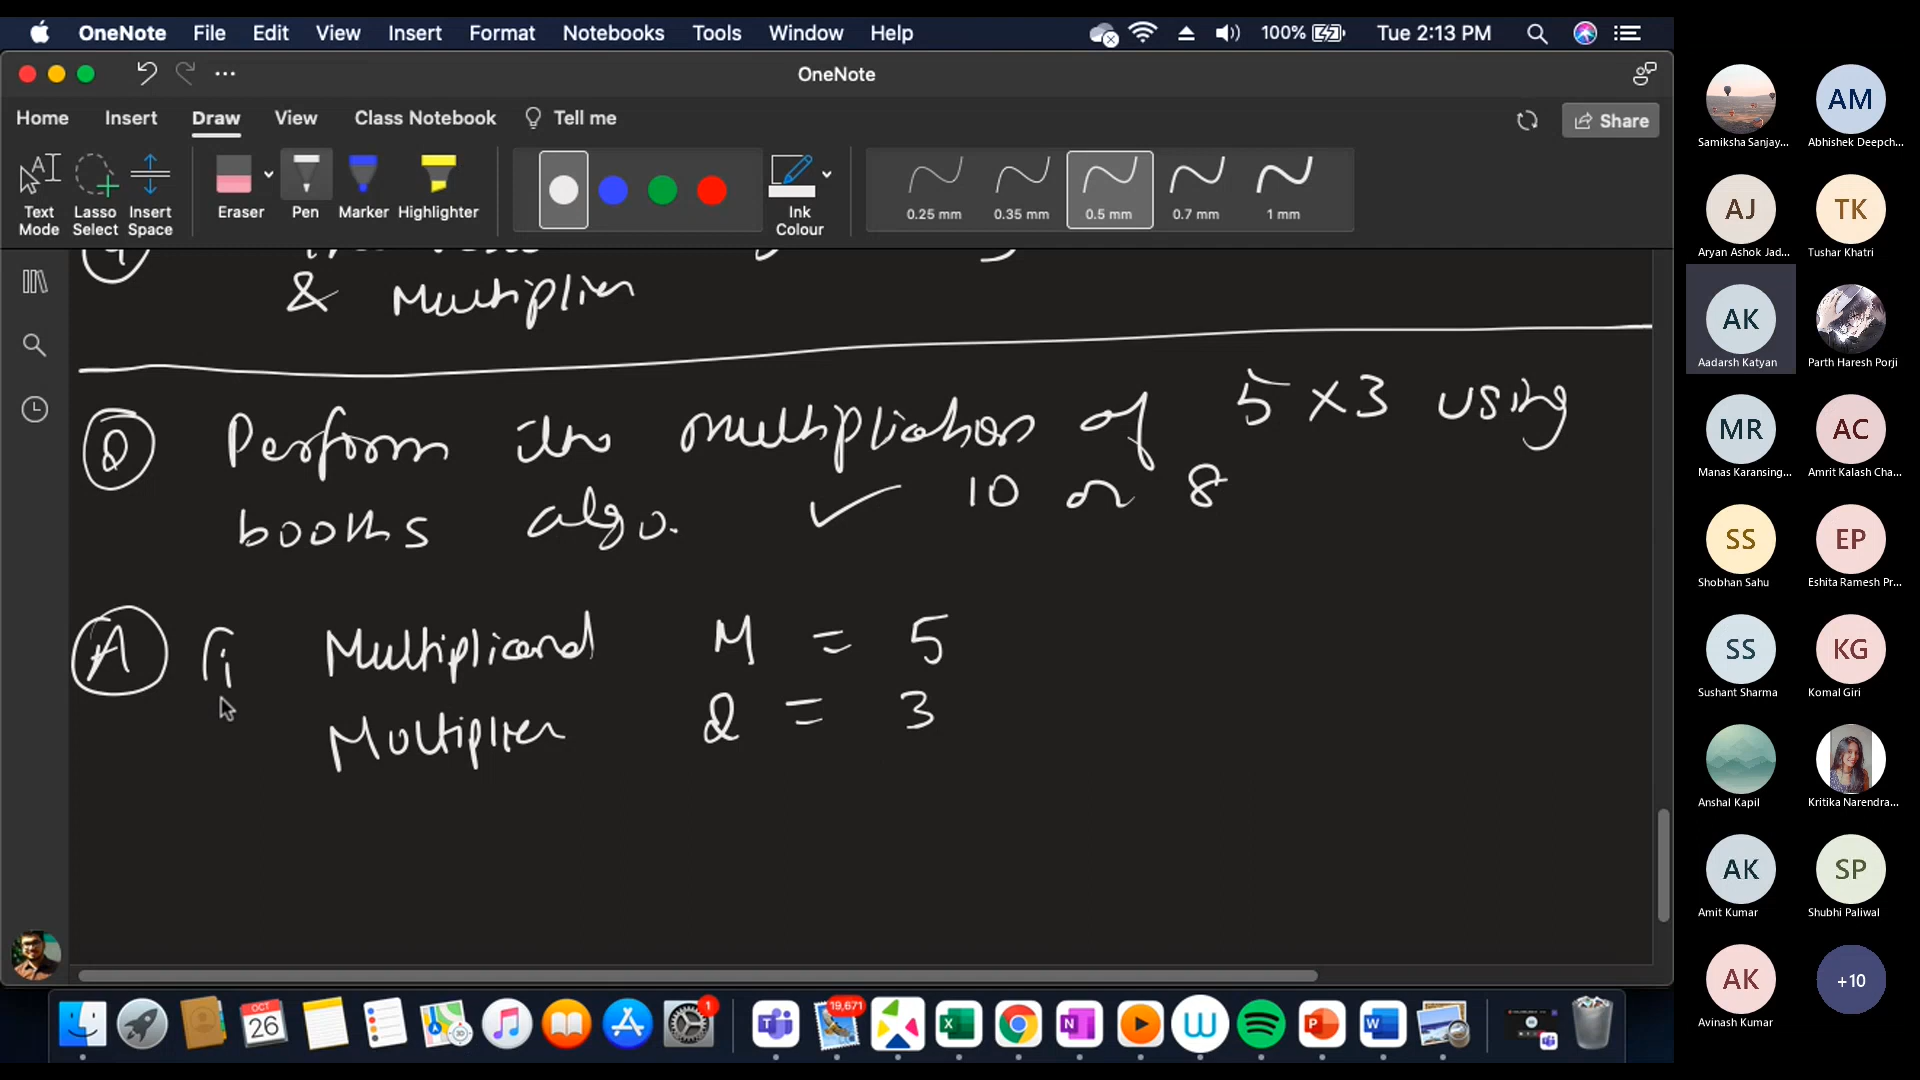 OneNote File Edit View Insert Format Notebooks Tools Window Help 100% Tue 2:13 PM
OneNote
Home Insert Draw View Class Notebook Tell me Share
Text Mode
Lasso Select
Insert Space
Eraser
Pen
Marker
Highlighter
Ink Colour
0.25 mm
0.35 mm
0.5 mm
0.7 mm
1 mm
& Multiplier
Q Perform the multiplication of 5 x 3 using
booths algo. ✓ 10 or 8
A (i Multiplicand M = 5
Multiplier Q = 3
OCT
26
1
19,671
Samiksha Sanjay...
AM
Abhishek Deepch...
AJ
Aryan Ashok Jad...
TK
Tushar Khatri
AK
Aadarsh Katyan
Parth Haresh Porji
MR
Manas Karansing...
AC
Amrit Kalash Cha...
SS
Shobhan Sahu
EP
Eshita Ramesh Pr...
SS
Sushant Sharma
KG
Komal Giri
Anshal Kapil
Kritika Narendra...
AK
Amit Kumar
SP
Shubhi Paliwal
AK
Avinash Kumar
+10